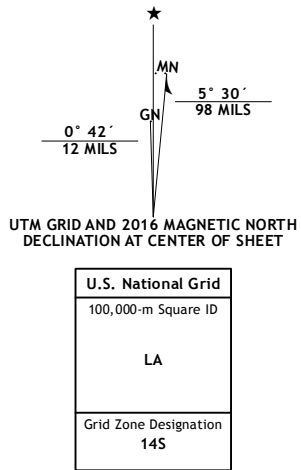 MN
5° 30´
98 MILS
GN
0° 42´
12 MILS
UTM GRID AND 2016 MAGNETIC NORTH
DECLINATION AT CENTER OF SHEET
U.S. National Grid
100,000-m Square ID
LA
Grid Zone Designation
14S